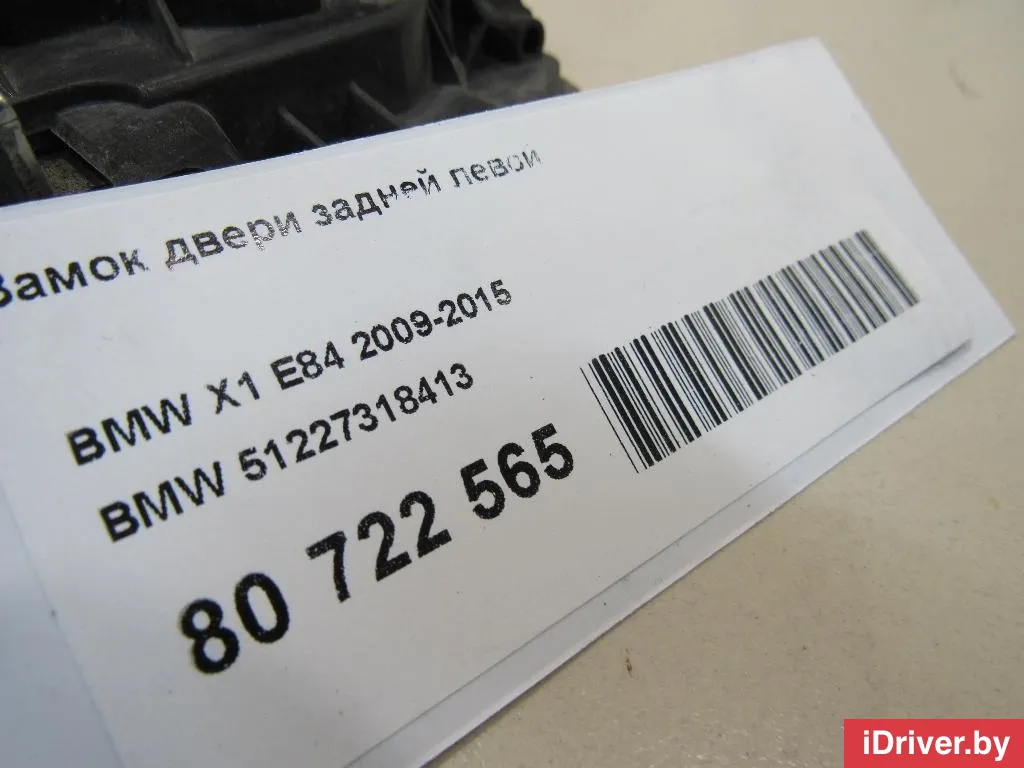 Замок двери задней левой
BMW X1 E84 2009-2015
BMW 51227318413
80 722 565
iDriver.by